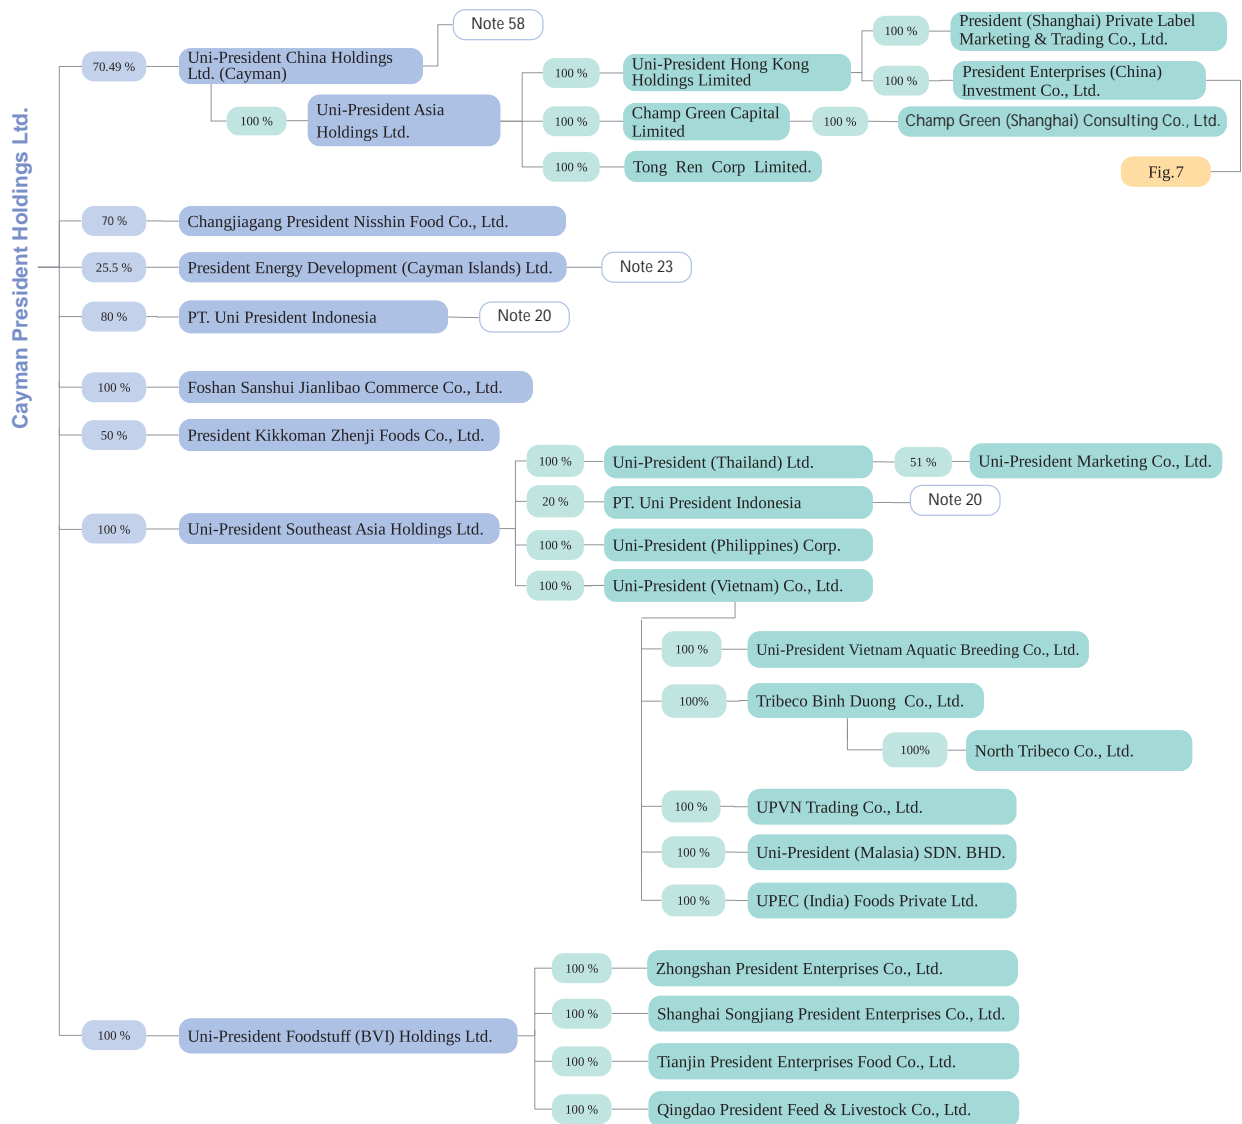 Cayman President Holdings Ltd.
Note 58
70.49 %
Uni-President China Holdings
Ltd. (Cayman)
100 %
Uni-President Asia
Holdings Ltd.
100 %
Uni-President Hong Kong
Holdings Limited
100 %
President (Shanghai) Private Label
Marketing & Trading Co., Ltd.
100 %
President Enterprises (China)
Investment Co., Ltd.
Fig.7
100 %
Champ Green Capital
Limited
100 %
Champ Green (Shanghai) Consulting Co., Ltd.
100 %
Tong Ren Corp Limited.
70 %
Changjiagang President Nisshin Food Co., Ltd.
25.5 %
President Energy Development (Cayman Islands) Ltd.
Note 23
80 %
PT. Uni President Indonesia
Note 20
100 %
Foshan Sanshui Jianlibao Commerce Co., Ltd.
50 %
President Kikkoman Zhenji Foods Co., Ltd.
100 %
Uni-President Southeast Asia Holdings Ltd.
100 %
Uni-President (Thailand) Ltd.
51 %
Uni-President Marketing Co., Ltd.
20 %
PT. Uni President Indonesia
Note 20
100 %
Uni-President (Philippines) Corp.
100 %
Uni-President (Vietnam) Co., Ltd.
100 %
Uni-President Vietnam Aquatic Breeding Co., Ltd.
100%
Tribeco Binh Duong Co., Ltd.
100%
North Tribeco Co., Ltd.
100 %
UPVN Trading Co., Ltd.
100 %
Uni-President (Malasia) SDN. BHD.
100 %
UPEC (India) Foods Private Ltd.
100 %
Uni-President Foodstuff (BVI) Holdings Ltd.
100 %
Zhongshan President Enterprises Co., Ltd.
100 %
Shanghai Songjiang President Enterprises Co., Ltd.
100 %
Tianjin President Enterprises Food Co., Ltd.
100 %
Qingdao President Feed & Livestock Co., Ltd.